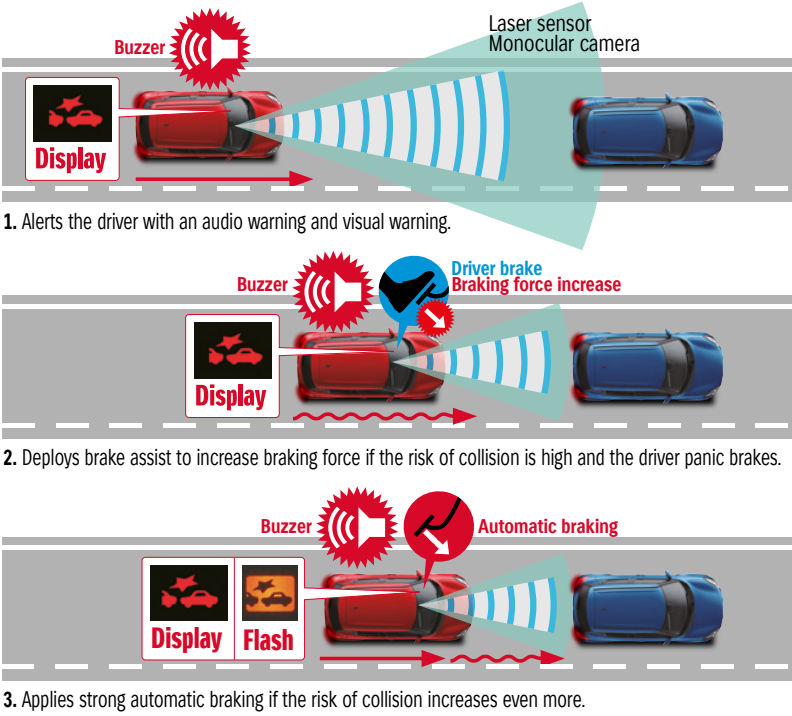 Laser sensor
Monocular camera
Buzzer
Display
1. Alerts the driver with an audio warning and visual warning.
Driver brake
Buzzer
Braking force increase
Display
2. Deploys brake assist to increase braking force if the risk of collision is high and the driver panic brakes.
Buzzer
Automatic braking
Display
Flash
3. Applies strong automatic braking if the risk of collision increases even more.